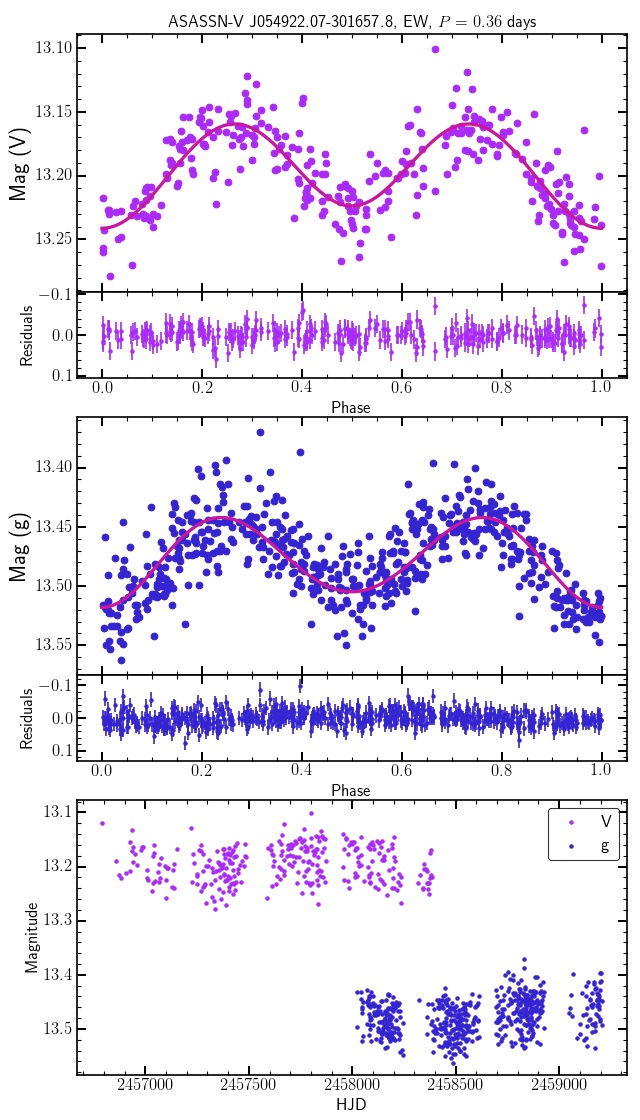 ASASSN-V J054922.07-301657.8, EW, P = 0.36 days
13.10
13.15
13.20
13.25
Mag (V)
−0.1
0.0
0.1
Residuals
0.0 0.2 0.4 0.6 0.8 1.0
Phase
13.40
13.45
13.50
13.55
Mag (g)
−0.1
0.0
0.1
Residuals
0.0 0.2 0.4 0.6 0.8 1.0
Phase
13.1
13.2
13.3
13.4
13.5
Magnitude
V
g
2457000 2457500 2458000 2458500 2459000
HJD